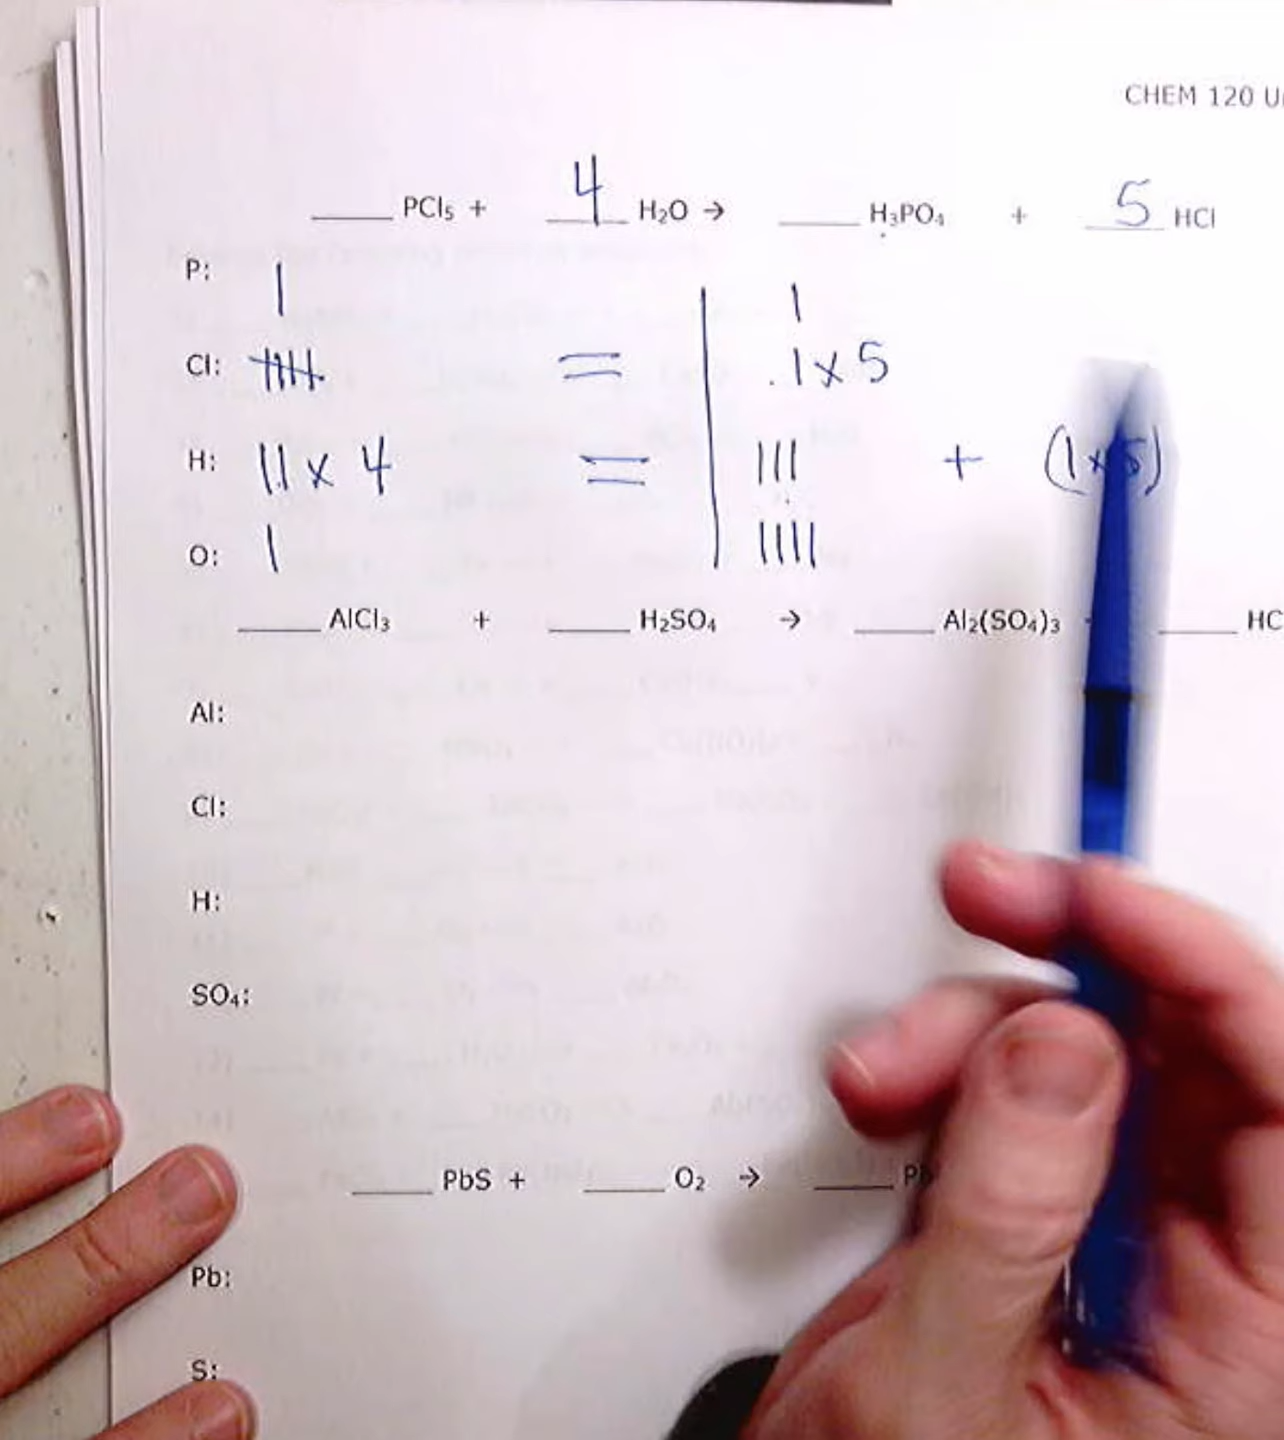 CHEM 120
____ PCl₅ + 4 H₂O → ____ H₃PO₄ + 5 HCl
P: | |
Cl: 卌 = 1 x 5
H: || x 4 = ||| + (1 x 5)
O: | ||||
____ AlCl₃ + ____ H₂SO₄ → ____ Al₂(SO₄)₃ ____ HC
Al:
Cl:
H:
SO₄:
____ PbS + ____ O₂ → ____
Pb:
S: